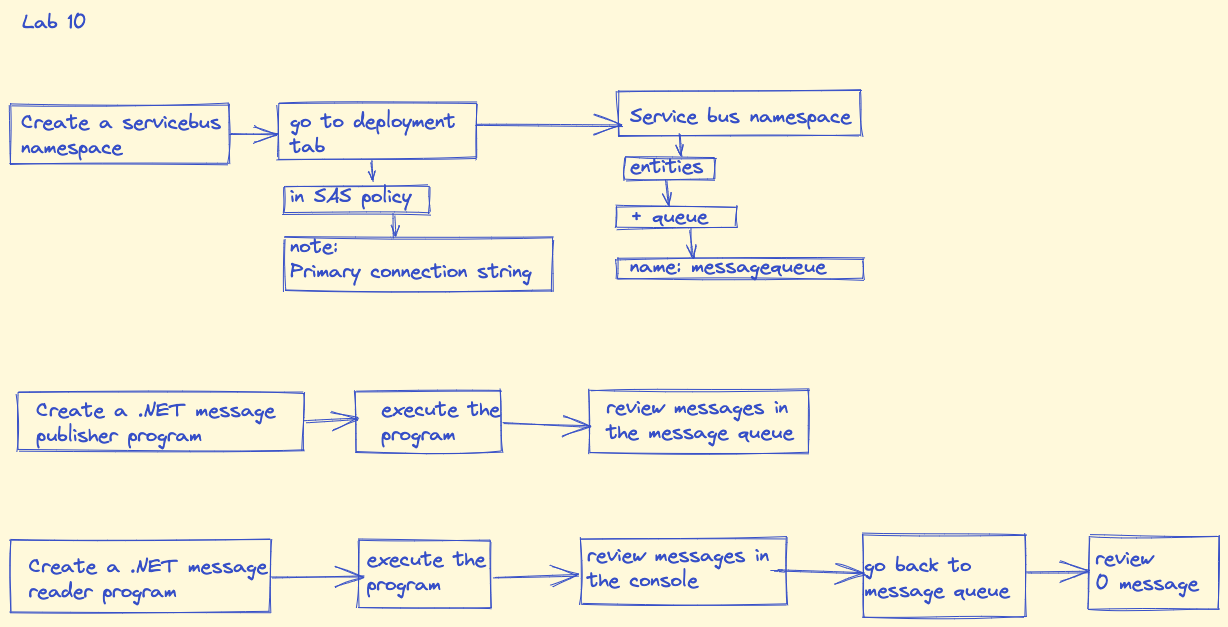 Lab 10
Create a servicebus
namespace
go to deployment
tab
in SAS policy
note:
Primary connection string
Service bus namespace
entities
+ queue
name: messagequeue
Create a .NET message
publisher program
execute the
program
review messages in
the message queue
Create a .NET message
reader program
execute the
program
review messages in
the console
go back to
message queue
review
0 message